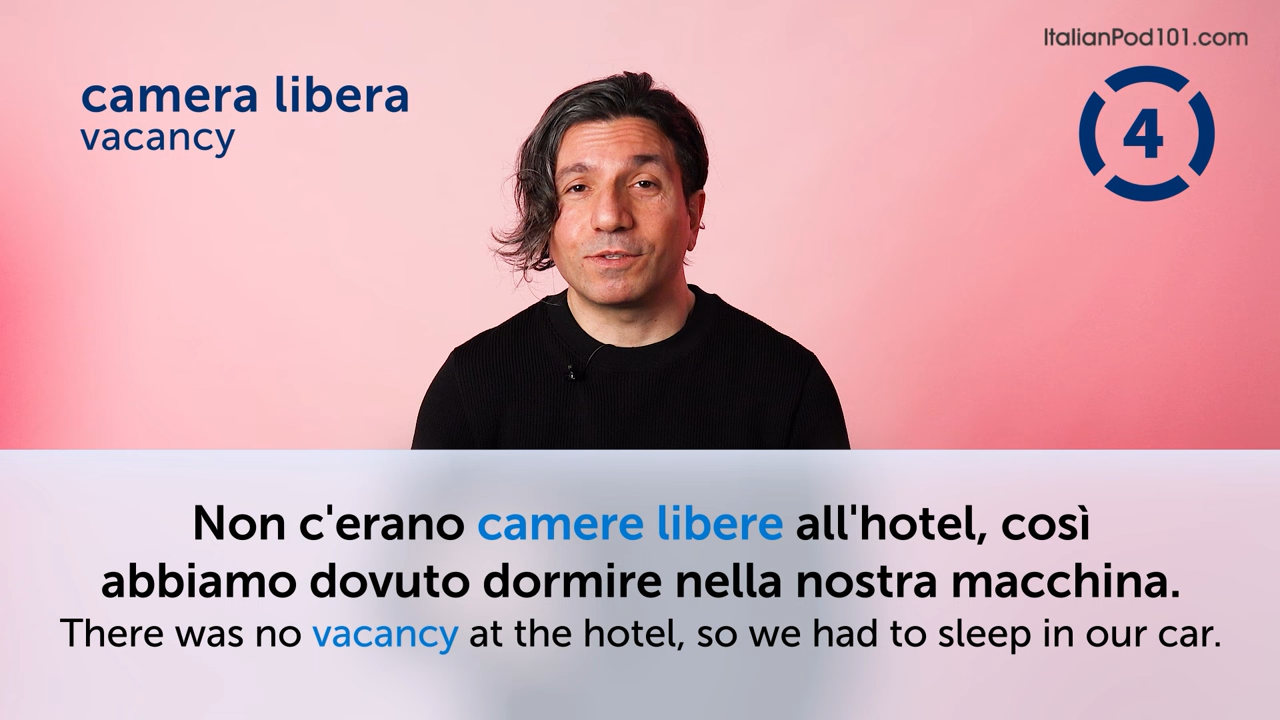 ItalianPod101.com
camera libera
vacancy
4
Non c'erano camere libere all'hotel, così
abbiamo dovuto dormire nella nostra macchina.
There was no vacancy at the hotel, so we had to sleep in our car.